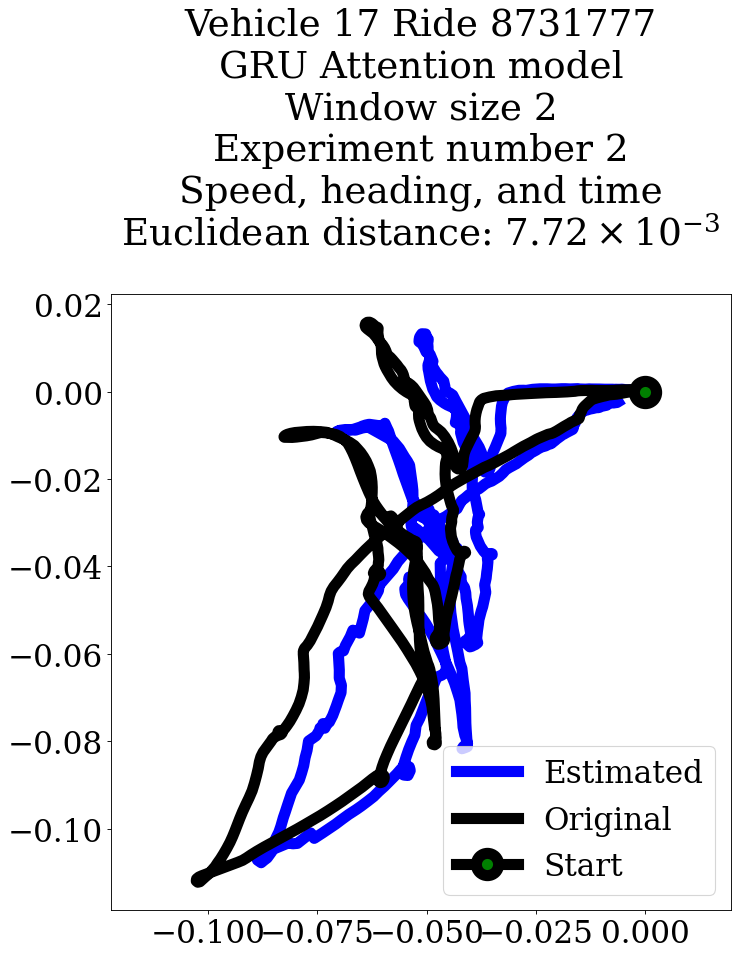 Vehicle 17 Ride 8731777
GRU Attention model
Window size 2
Experiment number 2
Speed, heading, and time
Euclidean distance: 7.72 × 10⁻³
0.02
0.00
−0.02
−0.04
−0.06
−0.08
−0.10
Estimated
Original
Start
−0.100 −0.075 −0.050 −0.025 0.000